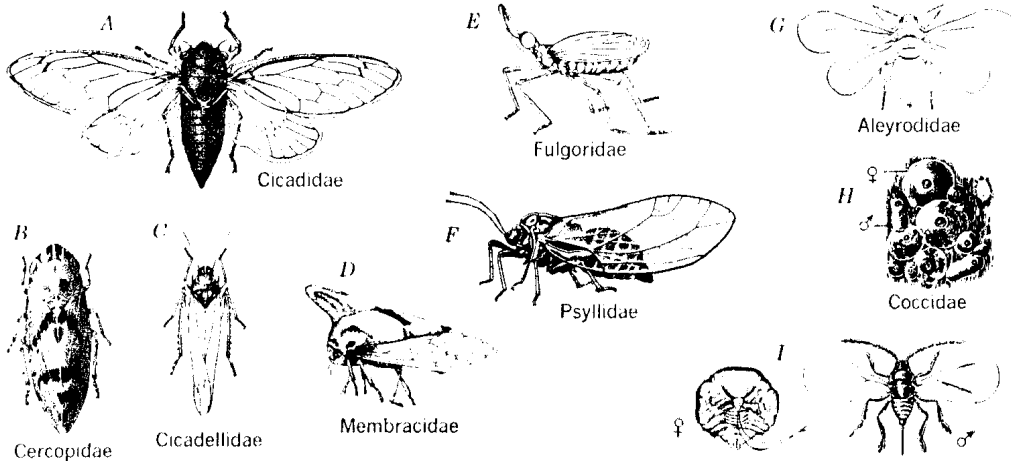 A
Cicadidae
B
Cercopidae
C
Cicadellidae
D
Membracidae
E
Fulgoridae
F
Psyllidae
G
Aleyrodidae
H
♀
♂
Coccidae
I
♀
♂